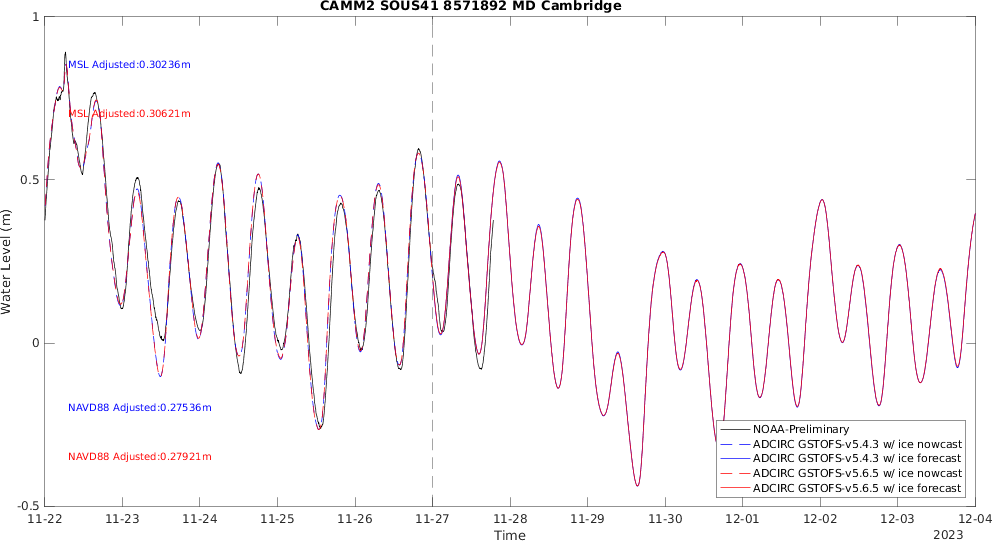 CAMM2 SOUS41 8571892 MD Cambridge
1
MSL Adjusted:0.30236m
MSL Adjusted:0.30621m
0.5
Water Level (m)
0
NAVD88 Adjusted:0.27536m
NAVD88 Adjusted:0.27921m
NOAA-Preliminary
ADCIRC GSTOFS-v5.4.3 w/ ice nowcast
ADCIRC GSTOFS-v5.4.3 w/ ice forecast
ADCIRC GSTOFS-v5.6.5 w/ ice nowcast
ADCIRC GSTOFS-v5.6.5 w/ ice forecast
-0.5
11-22 11-23 11-24 11-25 11-26 11-27 11-28 11-29 11-30 12-01 12-02 12-03 12-04
Time
2023